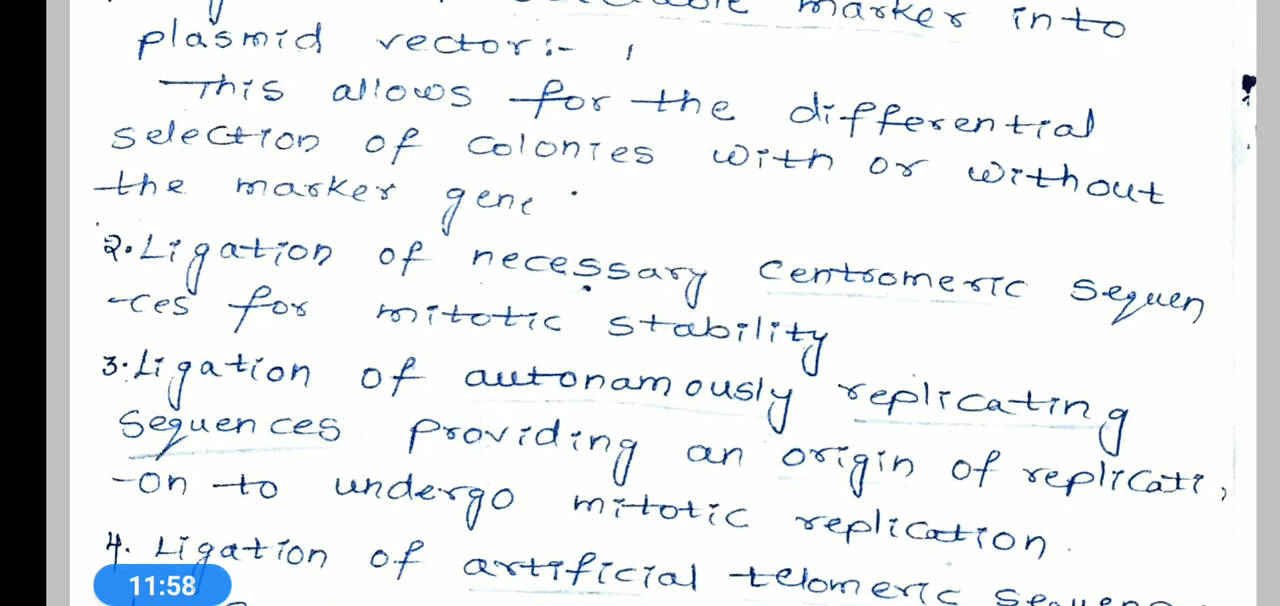 marker into
plasmid vector:-
This allows for the differential
selection of colonies with or without
the marker gene.
2. Ligation of necessary centromeric sequen
-ces for mitotic stability
3. Ligation of autonamously replicating
sequences providing an origin of replicati,
-on to undergo mitotic replication.
4. Ligation of artificial telomeric
11:58